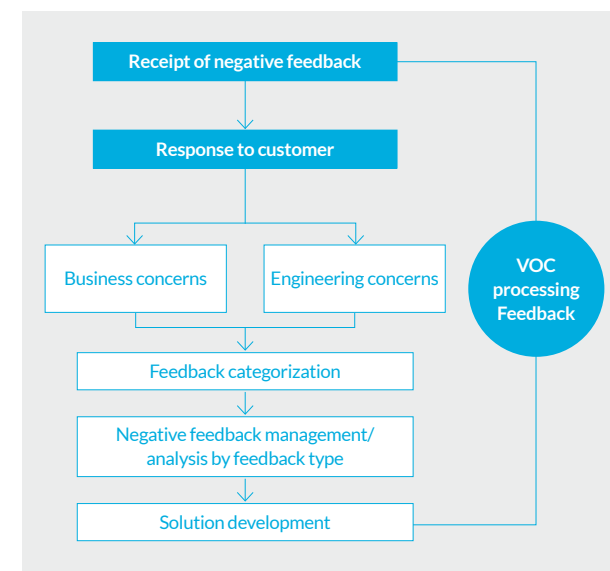 Receipt of negative feedback
Response to customer
Business concerns
Engineering concerns
VOC
processing
Feedback
Feedback categorization
Negative feedback management/
analysis by feedback type
Solution development